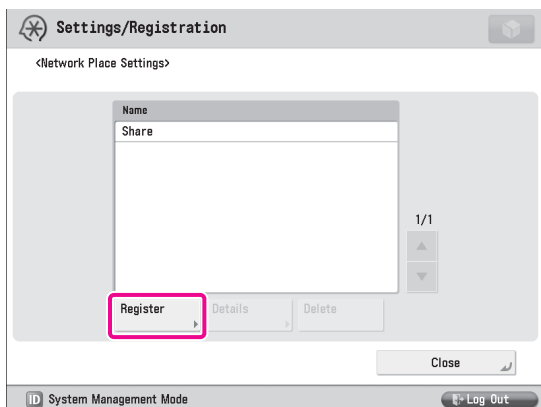 Settings/Registration
<Network Place Settings>
Name
Share
1/1
Register
Details
Delete
Close
ID System Management Mode
Log Out